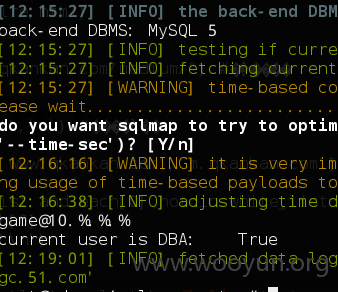 [12:15:27] [INFO] the back-end DBM
back-end DBMS: MySQL 5
[12:15:27] [INFO] testing if curre
[12:15:27] [INFO] fetching current
[12:15:27] [WARNING] time-based co
ease wait..............................
do you want sqlmap to try to optim
'--time-sec')? [Y/n]
[12:16:16] [WARNING] it is very im
ng usage of time-based payloads to
[12:16:38] [INFO] adjusting time d
game@10.%.%.%
current user is DBA: True
[12:19:01] [INFO] fetched data log
gc.51.com'
www.wooyun.org